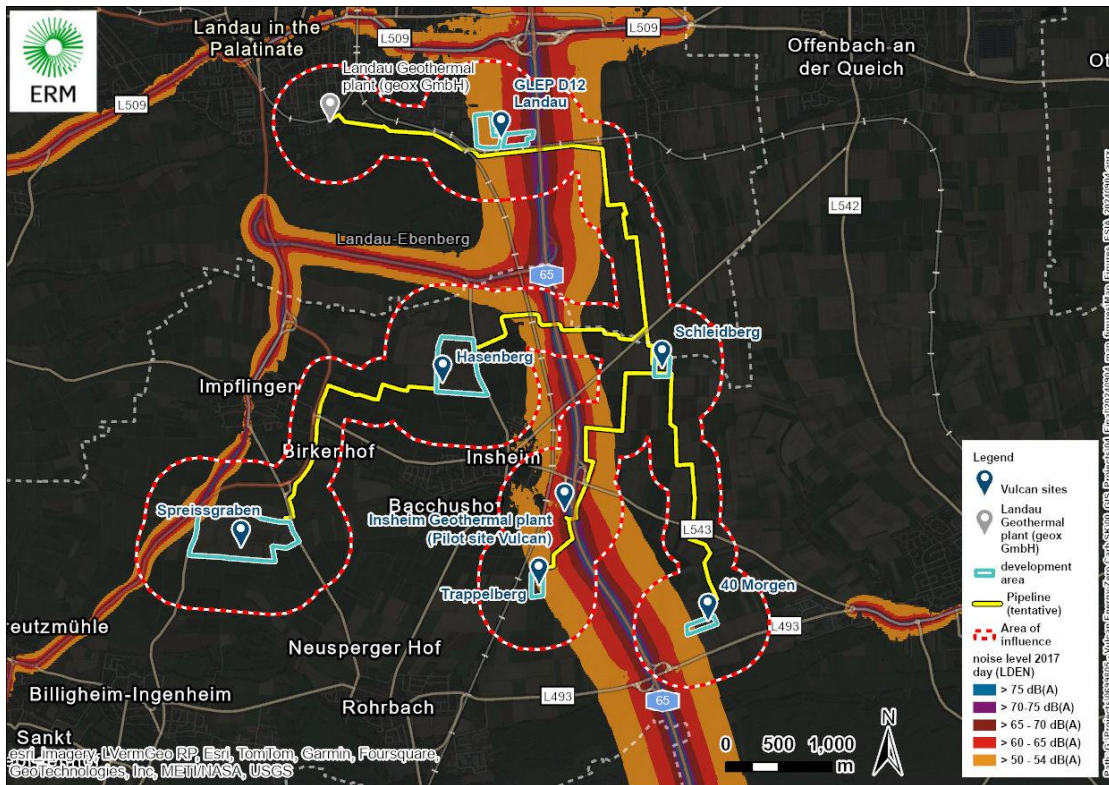 ERM
Landau in the
Palatinate
L509
L509
L509
Offenbach an
der Queich
Landau Geothermal
plant (geox GmbH)
GLEP D12
Landau
L542
Landau-Ebenberg
65
Schleidberg
Hasenberg
Impflingen
Birkenhof
Insheim
Bacchushof
Spreissgraben
Insheim Geothermal plant
(Pilot site Vulcan)
L543
Trappelberg
40 Morgen
L493
reutzmühle
Neusperger Hof
Billigheim-Ingenheim
L493
65
Rohrbach
Sankt
esri_Imagery, LVermGeo RP, Esri, TomTom, Garmin, Foursquare,
GeoTechnologies, Inc, METI/NASA, USGS
N
0 500 1,000
m
Legend
Vulcan sites
Landau
Geothermal
plant (geox
GmbH)
development
area
Pipeline
(tentative)
Area of
influence
noise level 2017
day (LDEN)
> 75 dB(A)
> 70-75 dB(A)
> 65 - 70 dB(A)
> 60 - 65 dB(A)
> 50 - 54 dB(A)